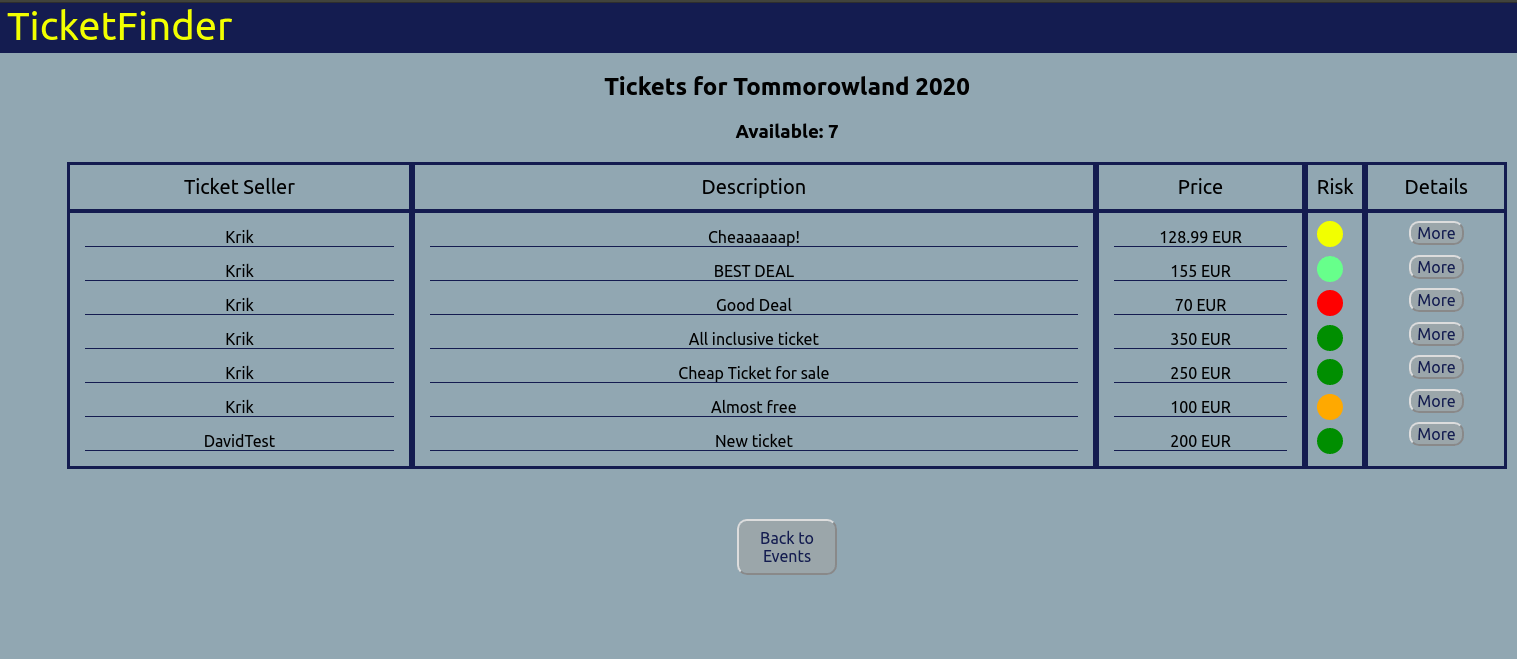 TicketFinder
Tickets for Tommorowland 2020
Available: 7
Ticket Seller Description Price Risk Details
Krik Cheaaaaaap! 128.99 EUR More
Krik BEST DEAL 155 EUR More
Krik Good Deal 70 EUR More
Krik All inclusive ticket 350 EUR More
Krik Cheap Ticket for sale 250 EUR More
Krik Almost free 100 EUR More
DavidTest New ticket 200 EUR More
Back to
Events